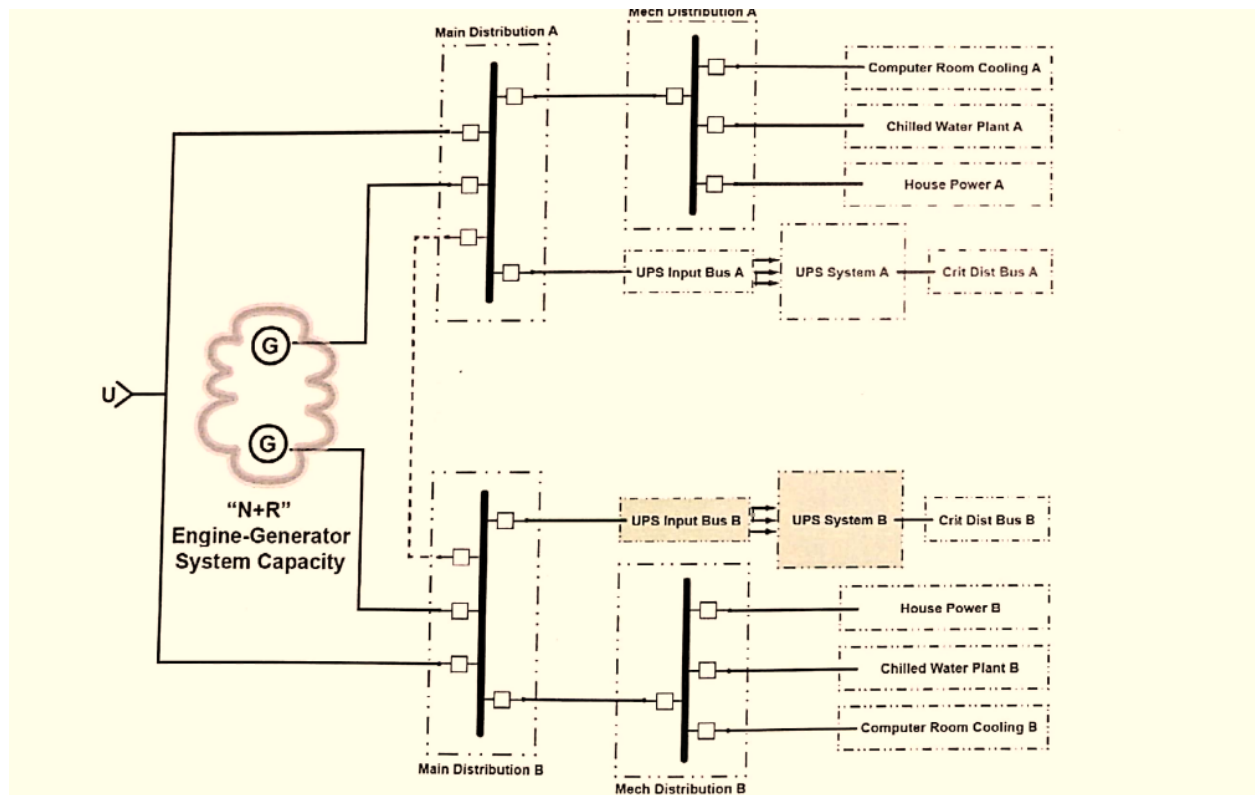 Mech Distribution A
Main Distribution A
Computer Room Cooling A
Chilled Water Plant A
House Power A
UPS Input Bus A
UPS System A
Crit Dist Bus A
G
U
G
"N+R"
Engine-Generator
System Capacity
UPS Input Bus B
UPS System B
Crit Dist Bus B
House Power B
Chilled Water Plant B
Computer Room Cooling B
Main Distribution B
Mech Distribution B